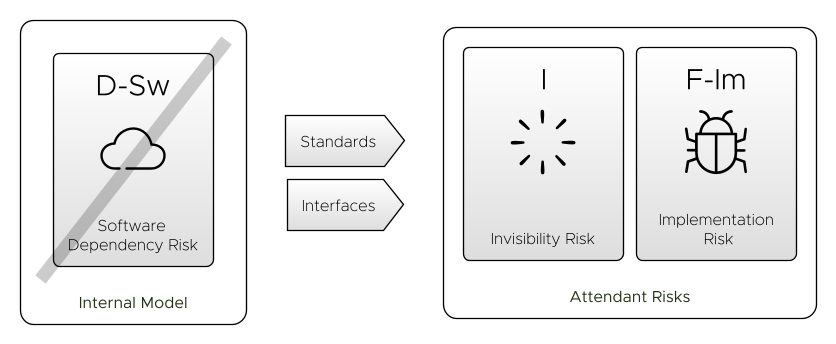 D-Sw
Software
Dependency Risk
Internal Model
Standards
Interfaces
I
Invisibility Risk
F-Im
Implementation
Risk
Attendant Risks